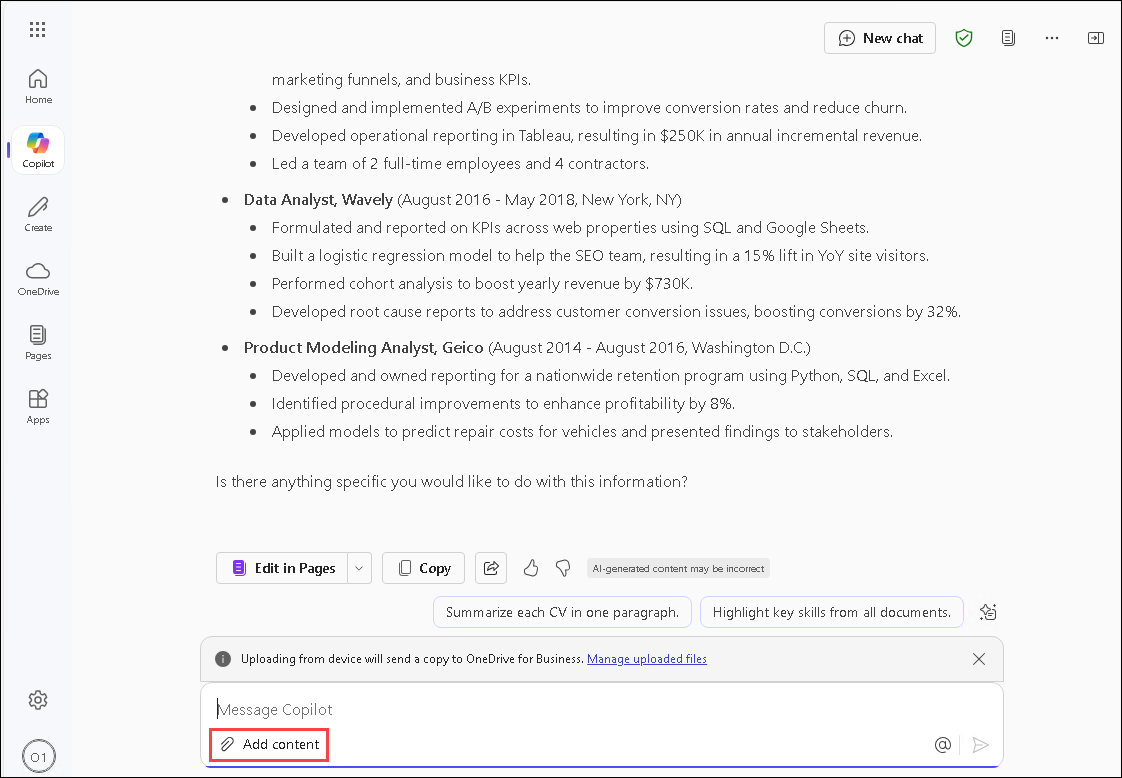 New chat
Home
Copilot
Create
OneDrive
Pages
Apps
marketing funnels, and business KPIs.
• Designed and implemented A/B experiments to improve conversion rates and reduce churn.
• Developed operational reporting in Tableau, resulting in $250K in annual incremental revenue.
• Led a team of 2 full-time employees and 4 contractors.
• Data Analyst, Wavely (August 2016 - May 2018, New York, NY)
• Formulated and reported on KPIs across web properties using SQL and Google Sheets.
• Built a logistic regression model to help the SEO team, resulting in a 15% lift in YoY site visitors.
• Performed cohort analysis to boost yearly revenue by $730K.
• Developed root cause reports to address customer conversion issues, boosting conversions by 32%.
• Product Modeling Analyst, Geico (August 2014 - August 2016, Washington D.C.)
• Developed and owned reporting for a nationwide retention program using Python, SQL, and Excel.
• Identified procedural improvements to enhance profitability by 8%.
• Applied models to predict repair costs for vehicles and presented findings to stakeholders.
Is there anything specific you would like to do with this information?
Edit in Pages Copy AI-generated content may be incorrect
Summarize each CV in one paragraph. Highlight key skills from all documents.
Uploading from device will send a copy to OneDrive for Business. Manage uploaded files
Message Copilot
Add content @
O1